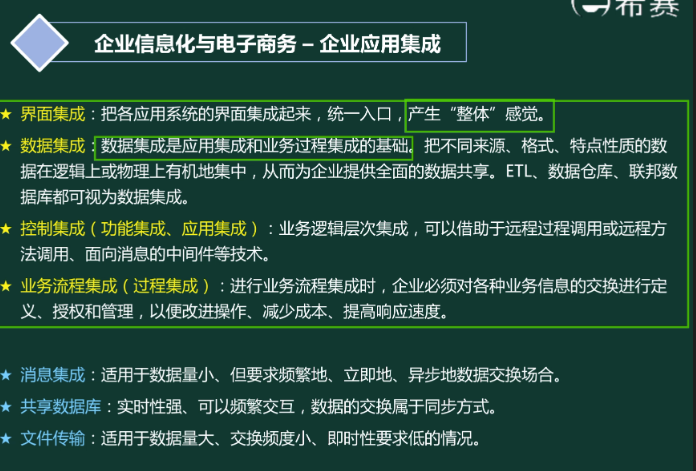 希赛
企业信息化与电子商务 – 企业应用集成
★ 界面集成：把各应用系统的界面集成起来，统一入口，产生“整体”感觉。
★ 数据集成：数据集成是应用集成和业务过程集成的基础。把不同来源、格式、特点性质的数
据在逻辑上或物理上有机地集中，从而为企业提供全面的数据共享。ETL、数据仓库、联邦数
据库都可视为数据集成。
★ 控制集成（功能集成、应用集成）：业务逻辑层次集成，可以借助于远程过程调用或远程方
法调用、面向消息的中间件等技术。
★ 业务流程集成（过程集成）：进行业务流程集成时，企业必须对各种业务信息的交换进行定
义、授权和管理，以便改进操作、减少成本、提高响应速度。
★ 消息集成：适用于数据量小、但要求频繁地、立即地、异步地数据交换场合。
★ 共享数据库：实时性强、可以频繁交互，数据的交换属于同步方式。
★ 文件传输：适用于数据量大、交换频度小、即时性要求低的情况。